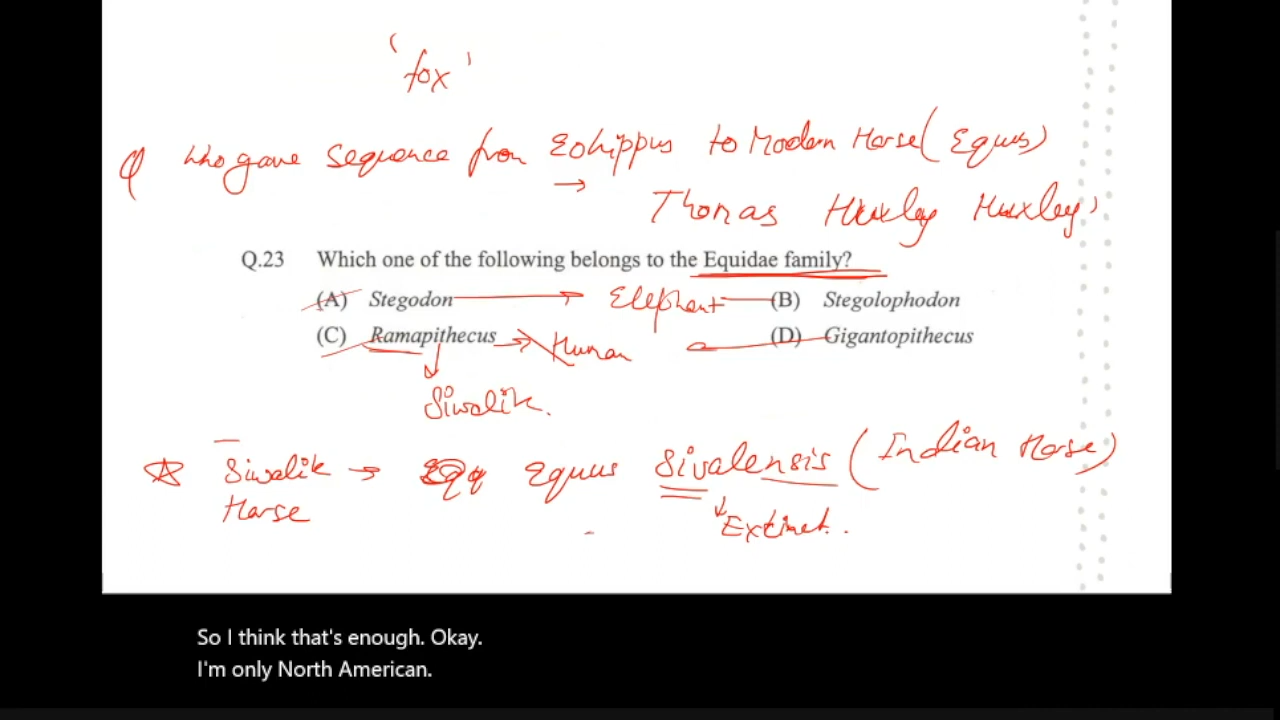 'fox'
Q who gave sequence from Eohippus to Modern Horse (Equus)
→ Thomas Huxley Huxley'
Q.23 Which one of the following belongs to the Equidae family?
(A) Stegodon → Elephant (B) Stegolophodon
(C) Ramapithecus → Human (D) Gigantopithecus
Siwalik.
☆ Siwalik → Equus Sivalensis (Indian Horse)
Horse
Extinct.
So I think that's enough. Okay.
I'm only North American.